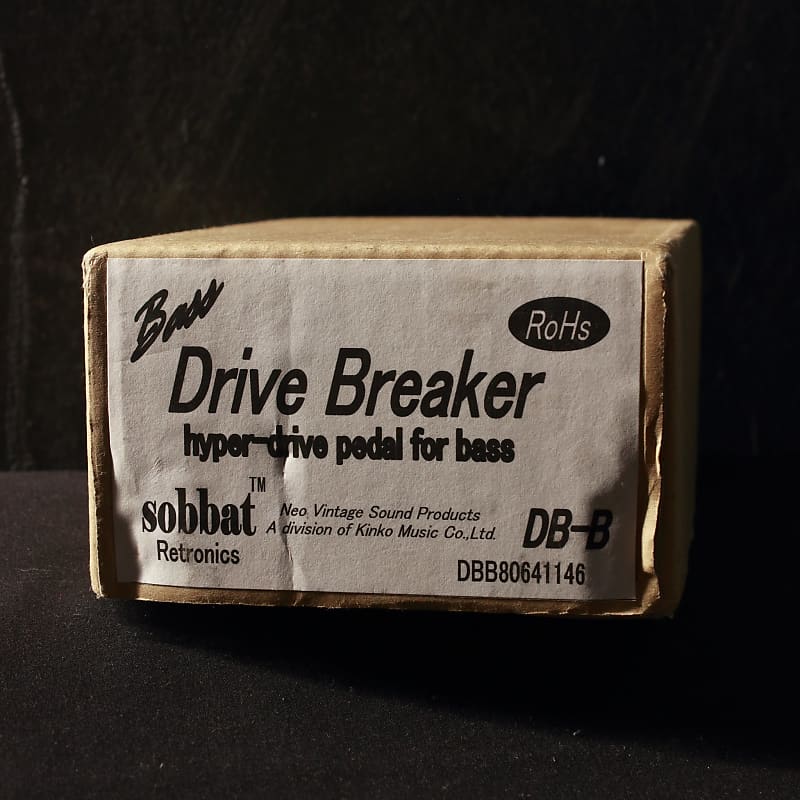 Bass
RoHs
Drive Breaker
hyper-drive pedal for bass
sobbat™
Retronics
Neo Vintage Sound Products
A division of Kinko Music Co.,Ltd.
DB-B
DBB80641146